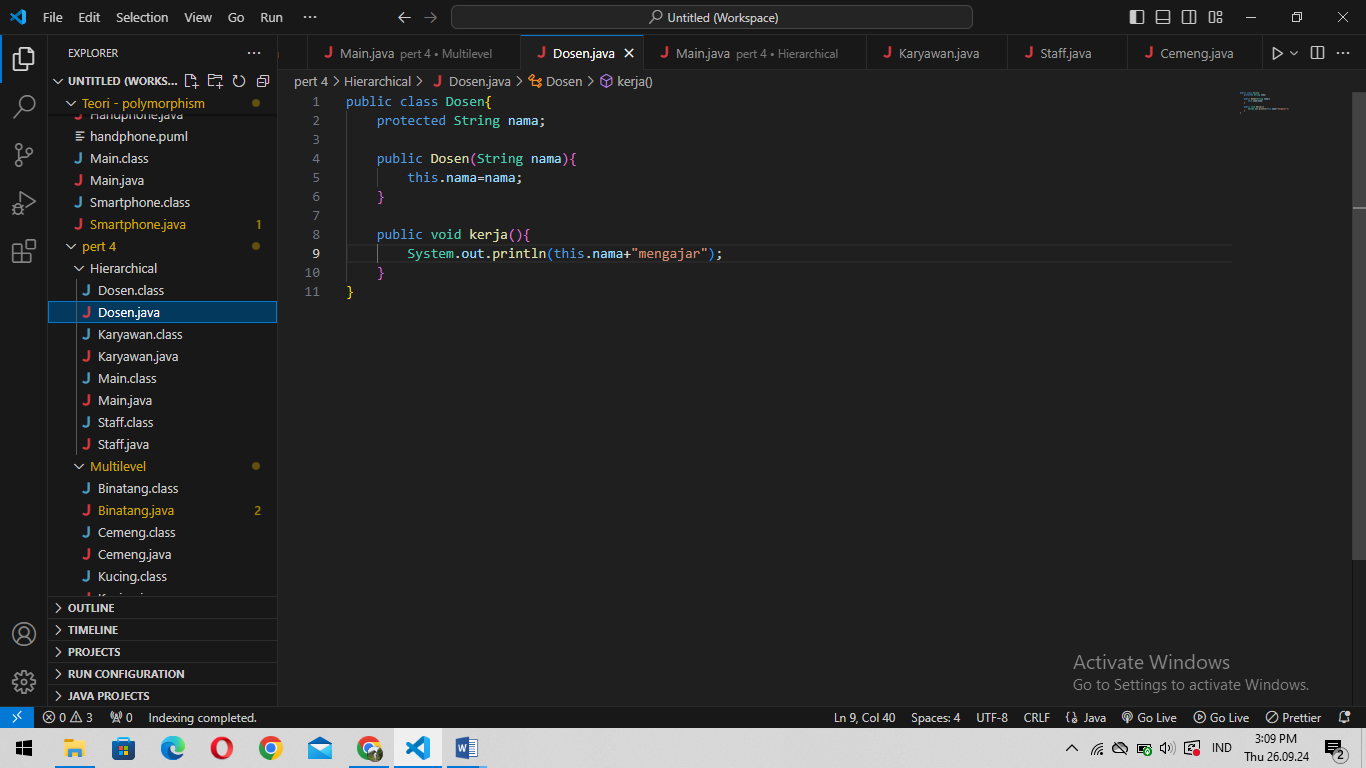 File Edit Selection View Go Run ··· Untitled (Workspace)
EXPLORER ···
UNTITLED (WORKS...
Teori - polymorphism
Handphone.java
handphone.puml
Main.class
Main.java
Smartphone.class
Smartphone.java 1
pert 4
Hierarchical
Dosen.class
Dosen.java
Karyawan.class
Karyawan.java
Main.class
Main.java
Staff.class
Staff.java
Multilevel
Binatang.class
Binatang.java 2
Cemeng.class
Cemeng.java
Kucing.class
OUTLINE
TIMELINE
PROJECTS
RUN CONFIGURATION
JAVA PROJECTS
Main.java pert 4 • Multilevel Dosen.java Main.java pert 4 • Hierarchical Karyawan.java Staff.java Cemeng.java
pert 4 > Hierarchical > Dosen.java > Dosen > kerja()
1 public class Dosen{
2 protected String nama;
3
4 public Dosen(String nama){
5 this.nama=nama;
6 }
7
8 public void kerja(){
9 System.out.println(this.nama+"mengajar");
10 }
11 }
Activate Windows
Go to Settings to activate Windows.
0 3 0 Indexing completed. Ln 9, Col 40 Spaces: 4 UTF-8 CRLF Java Go Live Go Live Prettier
IND
3:09 PM
Thu 26.09.24
2